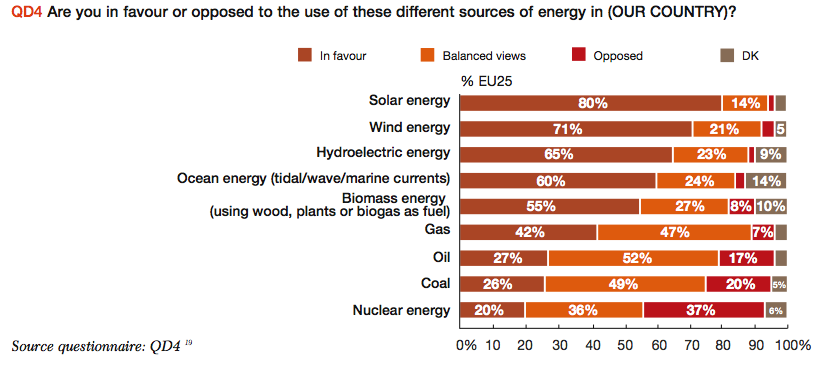 QD4 Are you in favour or opposed to the use of these different sources of energy in (OUR COUNTRY)?
In favour Balanced views Opposed DK
% EU25
Solar energy 80% 14%
Wind energy 71% 21% 5
Hydroelectric energy 65% 23% 9%
Ocean energy (tidal/wave/marine currents) 60% 24% 14%
Biomass energy
(using wood, plants or biogas as fuel) 55% 27% 8% 10%
Gas 42% 47% 7%
Oil 27% 52% 17%
Coal 26% 49% 20% 5%
Nuclear energy 20% 36% 37% 6%
0% 10 20 30 40 50 60 70 80 90 100%
Source questionnaire: QD4 19